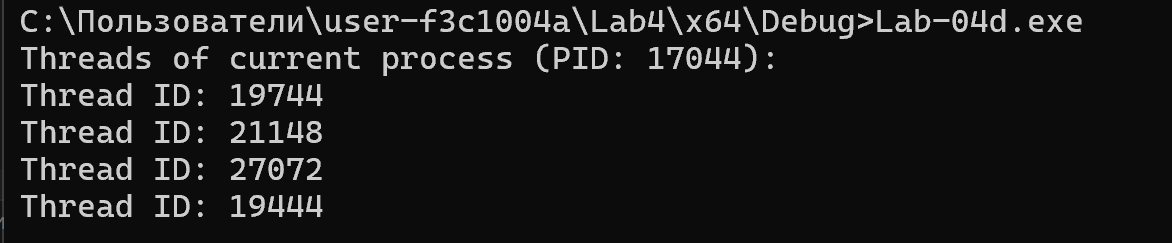 C:\Пользователи\user-f3c1004a\Lab4\x64\Debug>Lab-04d.exe
Threads of current process (PID: 17044):
Thread ID: 19744
Thread ID: 21148
Thread ID: 27072
Thread ID: 19444